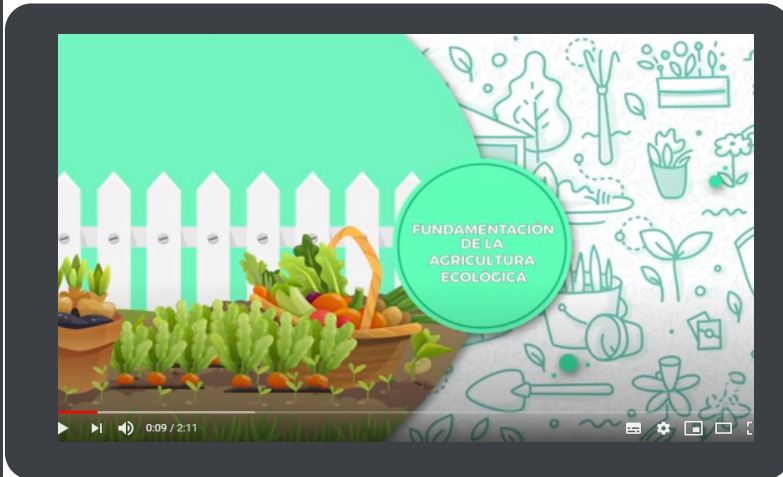 FUNDAMENTACIÓN
DE LA
AGRICULTURA
ECOLÓGICA
0:09 / 2:11